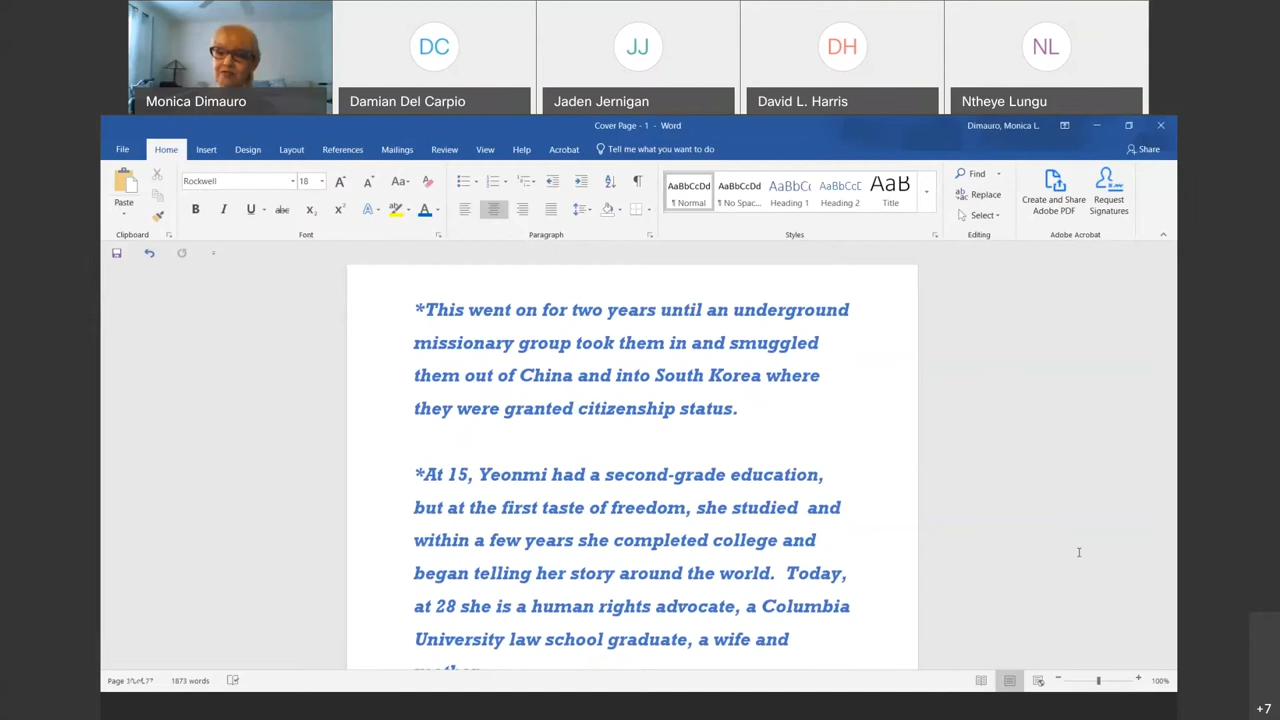 DC
JJ
DH
NL
Monica Dimauro
Damian Del Carpio
Jaden Jernigan
David L. Harris
Ntheye Lungu
Cover Page - 1 - Word
Dimauro, Monica L.
File Home Insert Design Layout References Mailings Review View Help Acrobat Tell me what you want to do
Share
Rockwell 18
Paste
B I U abc X₂ X² A A
AaBbCcDd AaBbCcDd AaBbCc AaBbCcD AaB
¶ Normal ¶ No Spac... Heading 1 Heading 2 Title
Find
Replace
Select
Create and Share Adobe PDF
Request Signatures
Clipboard Font Paragraph Styles Editing Adobe Acrobat
*This went on for two years until an underground
missionary group took them in and smuggled
them out of China and into South Korea where
they were granted citizenship status.
*At 15, Yeonmi had a second-grade education,
but at the first taste of freedom, she studied  and
within a few years she completed college and
began telling her story around the world.  Today,
at 28 she is a human rights advocate, a Columbia
University law school graduate, a wife and
1873 words
100%
+7